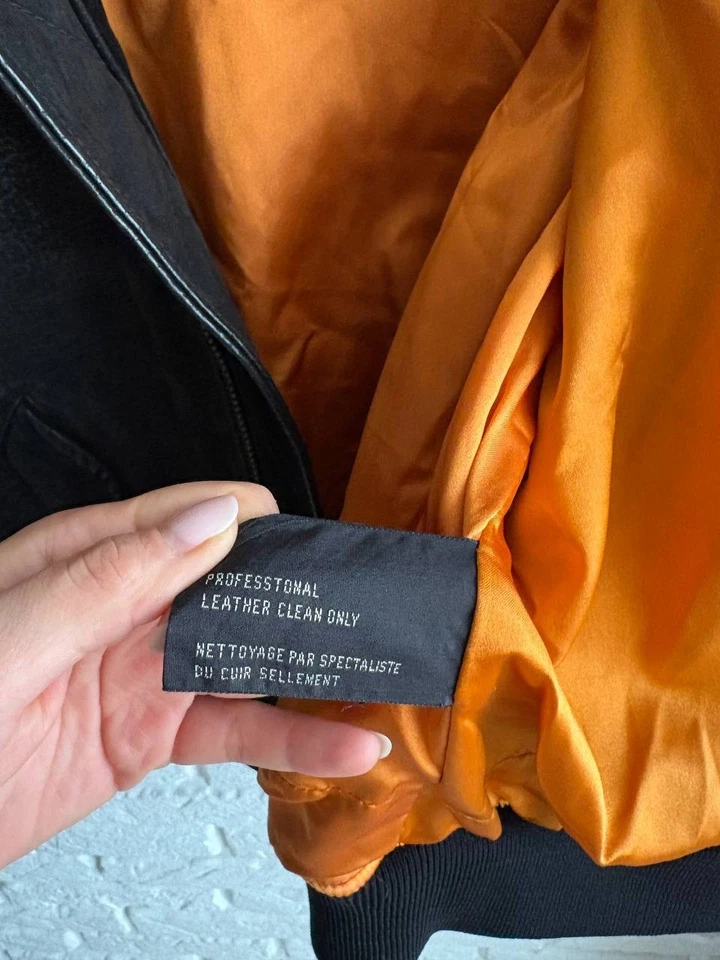 PROFESSTONAL
LEATHER CLEAN ONLY
NETTOYAGE PAR SPECTALISTE
DU CUIR SELLEMENT